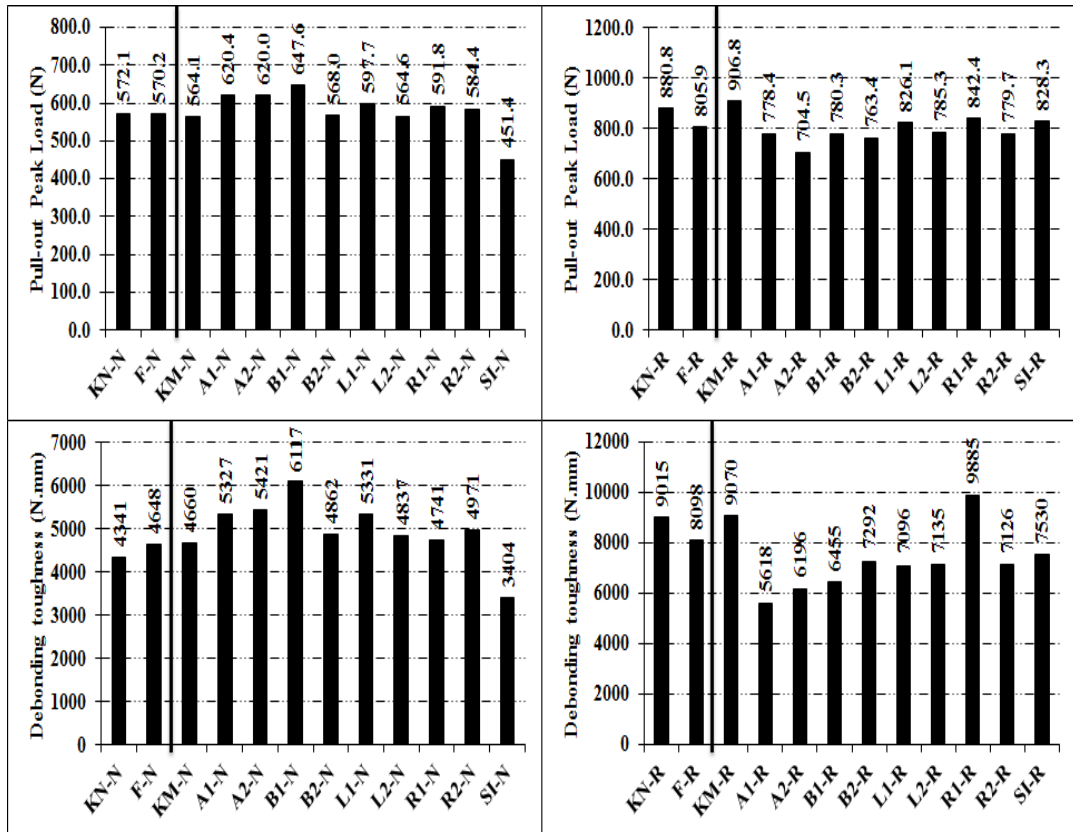 Pull-out Peak Load (N)
800.0
700.0
600.0
500.0
400.0
300.0
200.0
100.0
0.0
572.1
570.2
564.1
620.4
620.0
647.6
568.0
597.7
564.6
591.8
584.4
451.4
KN-N
F-N
KM-N
A1-N
A2-N
B1-N
B2-N
L1-N
L2-N
R1-N
R2-N
SI-N
Pull-out Peak Load (N)
1200.0
1000.0
800.0
600.0
400.0
200.0
0.0
880.8
805.9
906.8
778.4
704.5
780.3
763.4
826.1
785.3
842.4
779.7
828.3
KN-R
F-R
KM-R
A1-R
A2-R
B1-R
B2-R
L1-R
L2-R
R1-R
R2-R
SI-R
Debonding toughness (N.mm)
7000
6000
5000
4000
3000
2000
1000
0
4341
4648
4660
5327
5421
6117
4862
5331
4837
4741
4971
3404
KN-N
F-N
KM-N
A1-N
A2-N
B1-N
B2-N
L1-N
L2-N
R1-N
R2-N
SI-N
Debonding toughness (N.mm)
12000
10000
8000
6000
4000
2000
0
9015
8098
9070
5618
6196
6455
7292
7096
7135
9885
7126
7530
KN-R
F-R
KM-R
A1-R
A2-R
B1-R
B2-R
L1-R
L2-R
R1-R
R2-R
SI-R